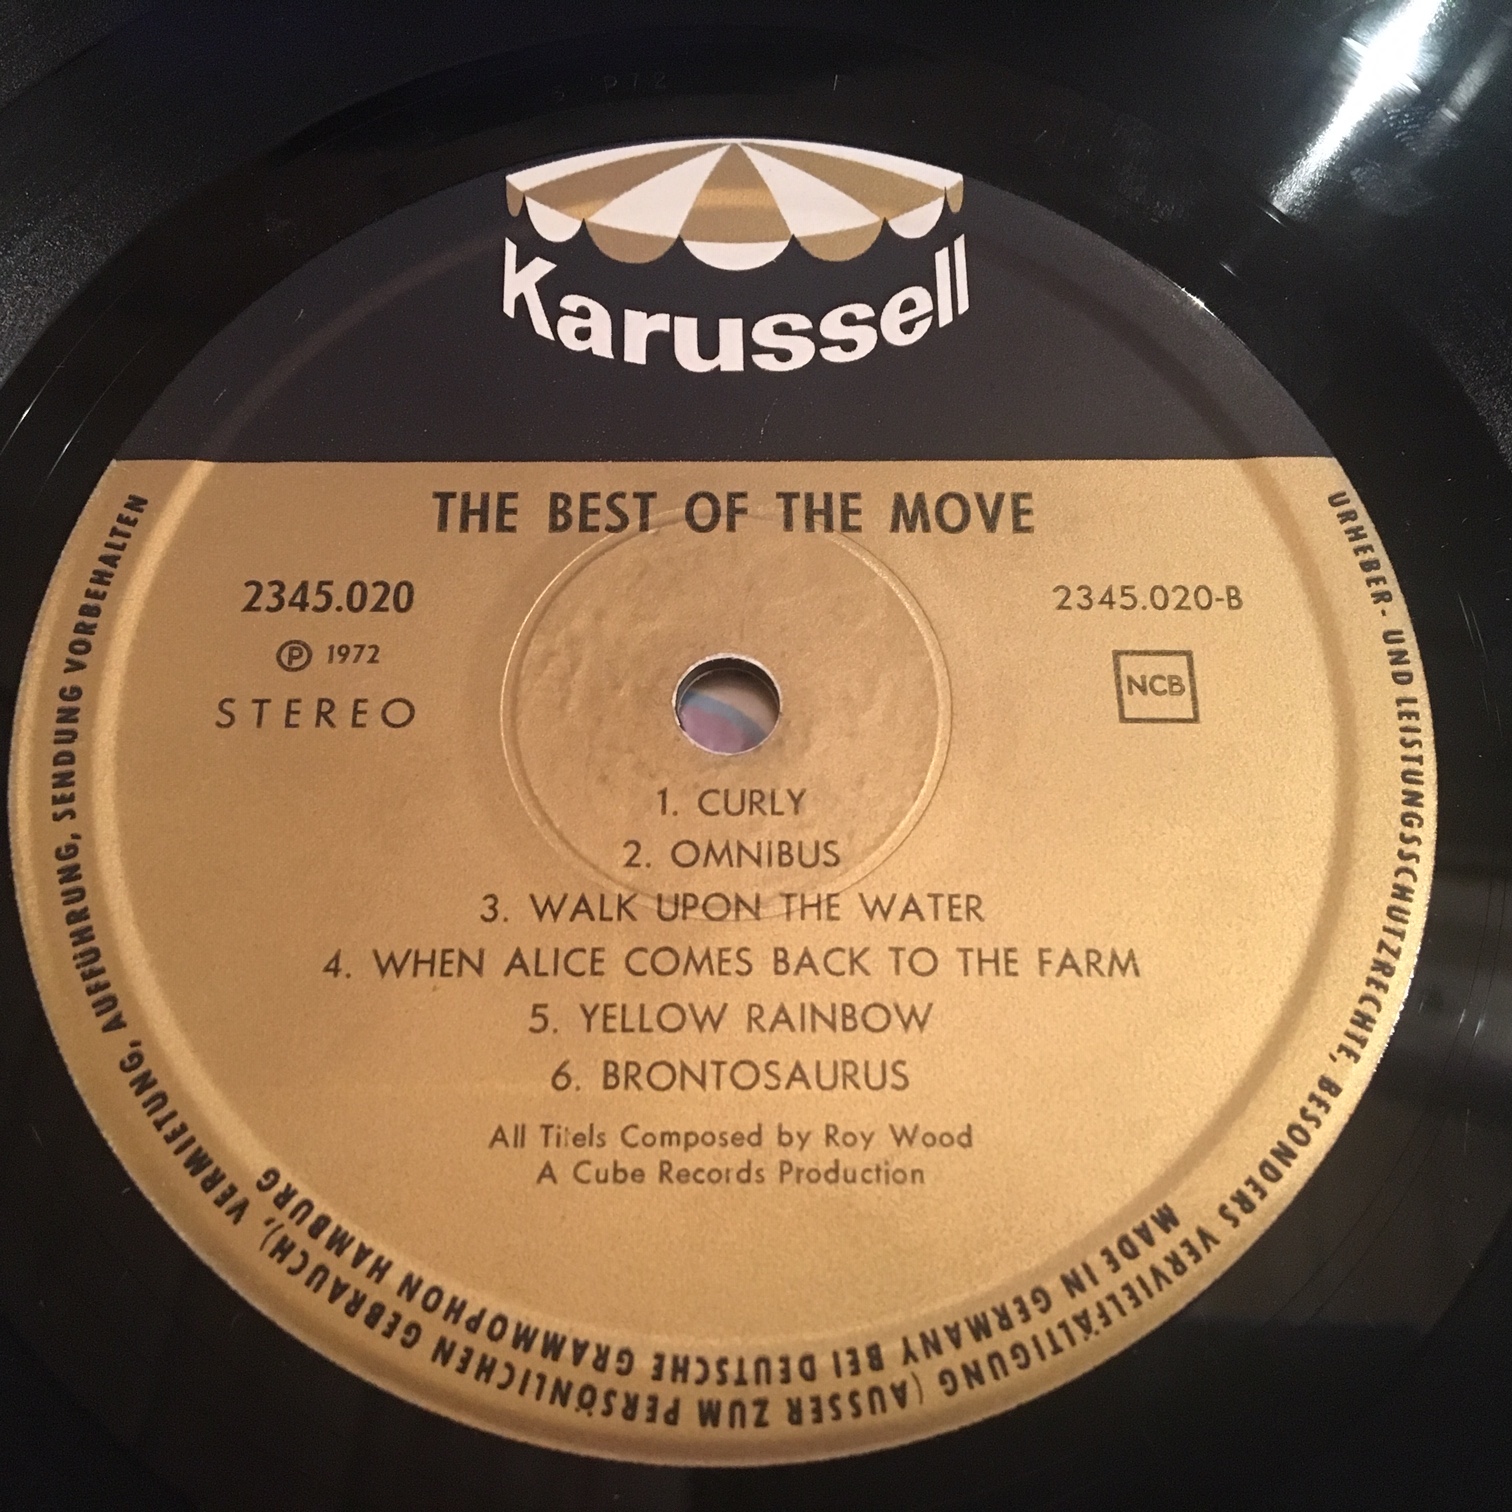 Karussell
THE BEST OF THE MOVE
2345.020
Ⓟ 1972
STEREO
2345.020-B
NCB
1. CURLY
2. OMNIBUS
3. WALK UPON THE WATER
4. WHEN ALICE COMES BACK TO THE FARM
5. YELLOW RAINBOW
6. BRONTOSAURUS
All Titels Composed by Roy Wood
A Cube Records Production
URHEBER- UND LEISTUNGSSCHUTZRECHTE, BESONDERS VERVIELFÄLTIGUNG (AUSSER ZUM PERSÖNLICHEN GEBRAUCH), VERMIETUNG, AUFFÜHRUNG, SENDUNG VORBEHALTEN
MADE IN GERMANY BEI DEUTSCHE GRAMMOPHON HAMBURG